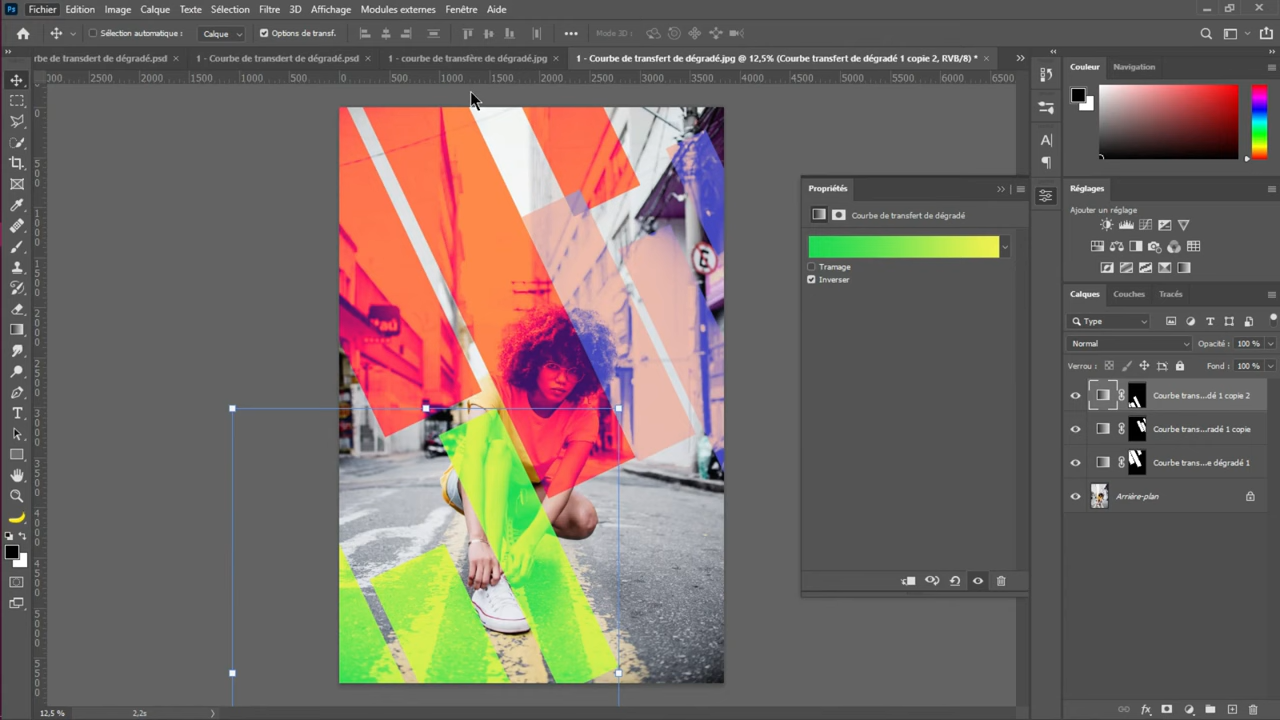 Ps Fichier Edition Image Calque Texte Sélection Filtre 3D Affichage Modules externes Fenêtre Aide
Sélection automatique : Calque Options de transf. ••• Mode 3D :
rbe de transdert de dégradé.psd × 1 - Courbe de transdert de dégradé.psd × 1 - courbe de transfère de dégradé.jpg × 1 - Courbe de transfert de dégradé.jpg @ 12,5% (Courbe transfert de dégradé 1 copie 2, RVB/8) * ×
2500 2000 1500 1000 500 0 500 1000 1500 2000 2500 3000 3500 4000 4500 5000 5500 6000 6500
Couleur Navigation
Propriétés
Courbe de transfert de dégradé
Tramage
Inverser
Réglages
Ajouter un réglage
Calques Couches Tracés
Type
Normal Opacité : 100 %
Verrou : Fond : 100 %
Courbe trans...dé 1 copie 2
Courbe trans...radé 1 copie
Courbe trans...e dégradé 1
Arrière-plan
Itaú
E
12,5 % 2,2s